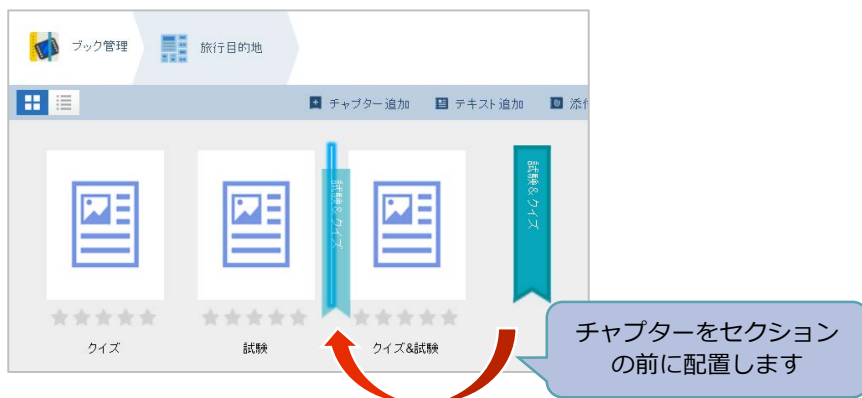 ブック管理
旅行目的地
チャプター追加
テキスト追加
添付
試験&クイズ
試験&クイズ
クイズ
試験
クイズ&試験
チャプターをセクション
の前に配置します